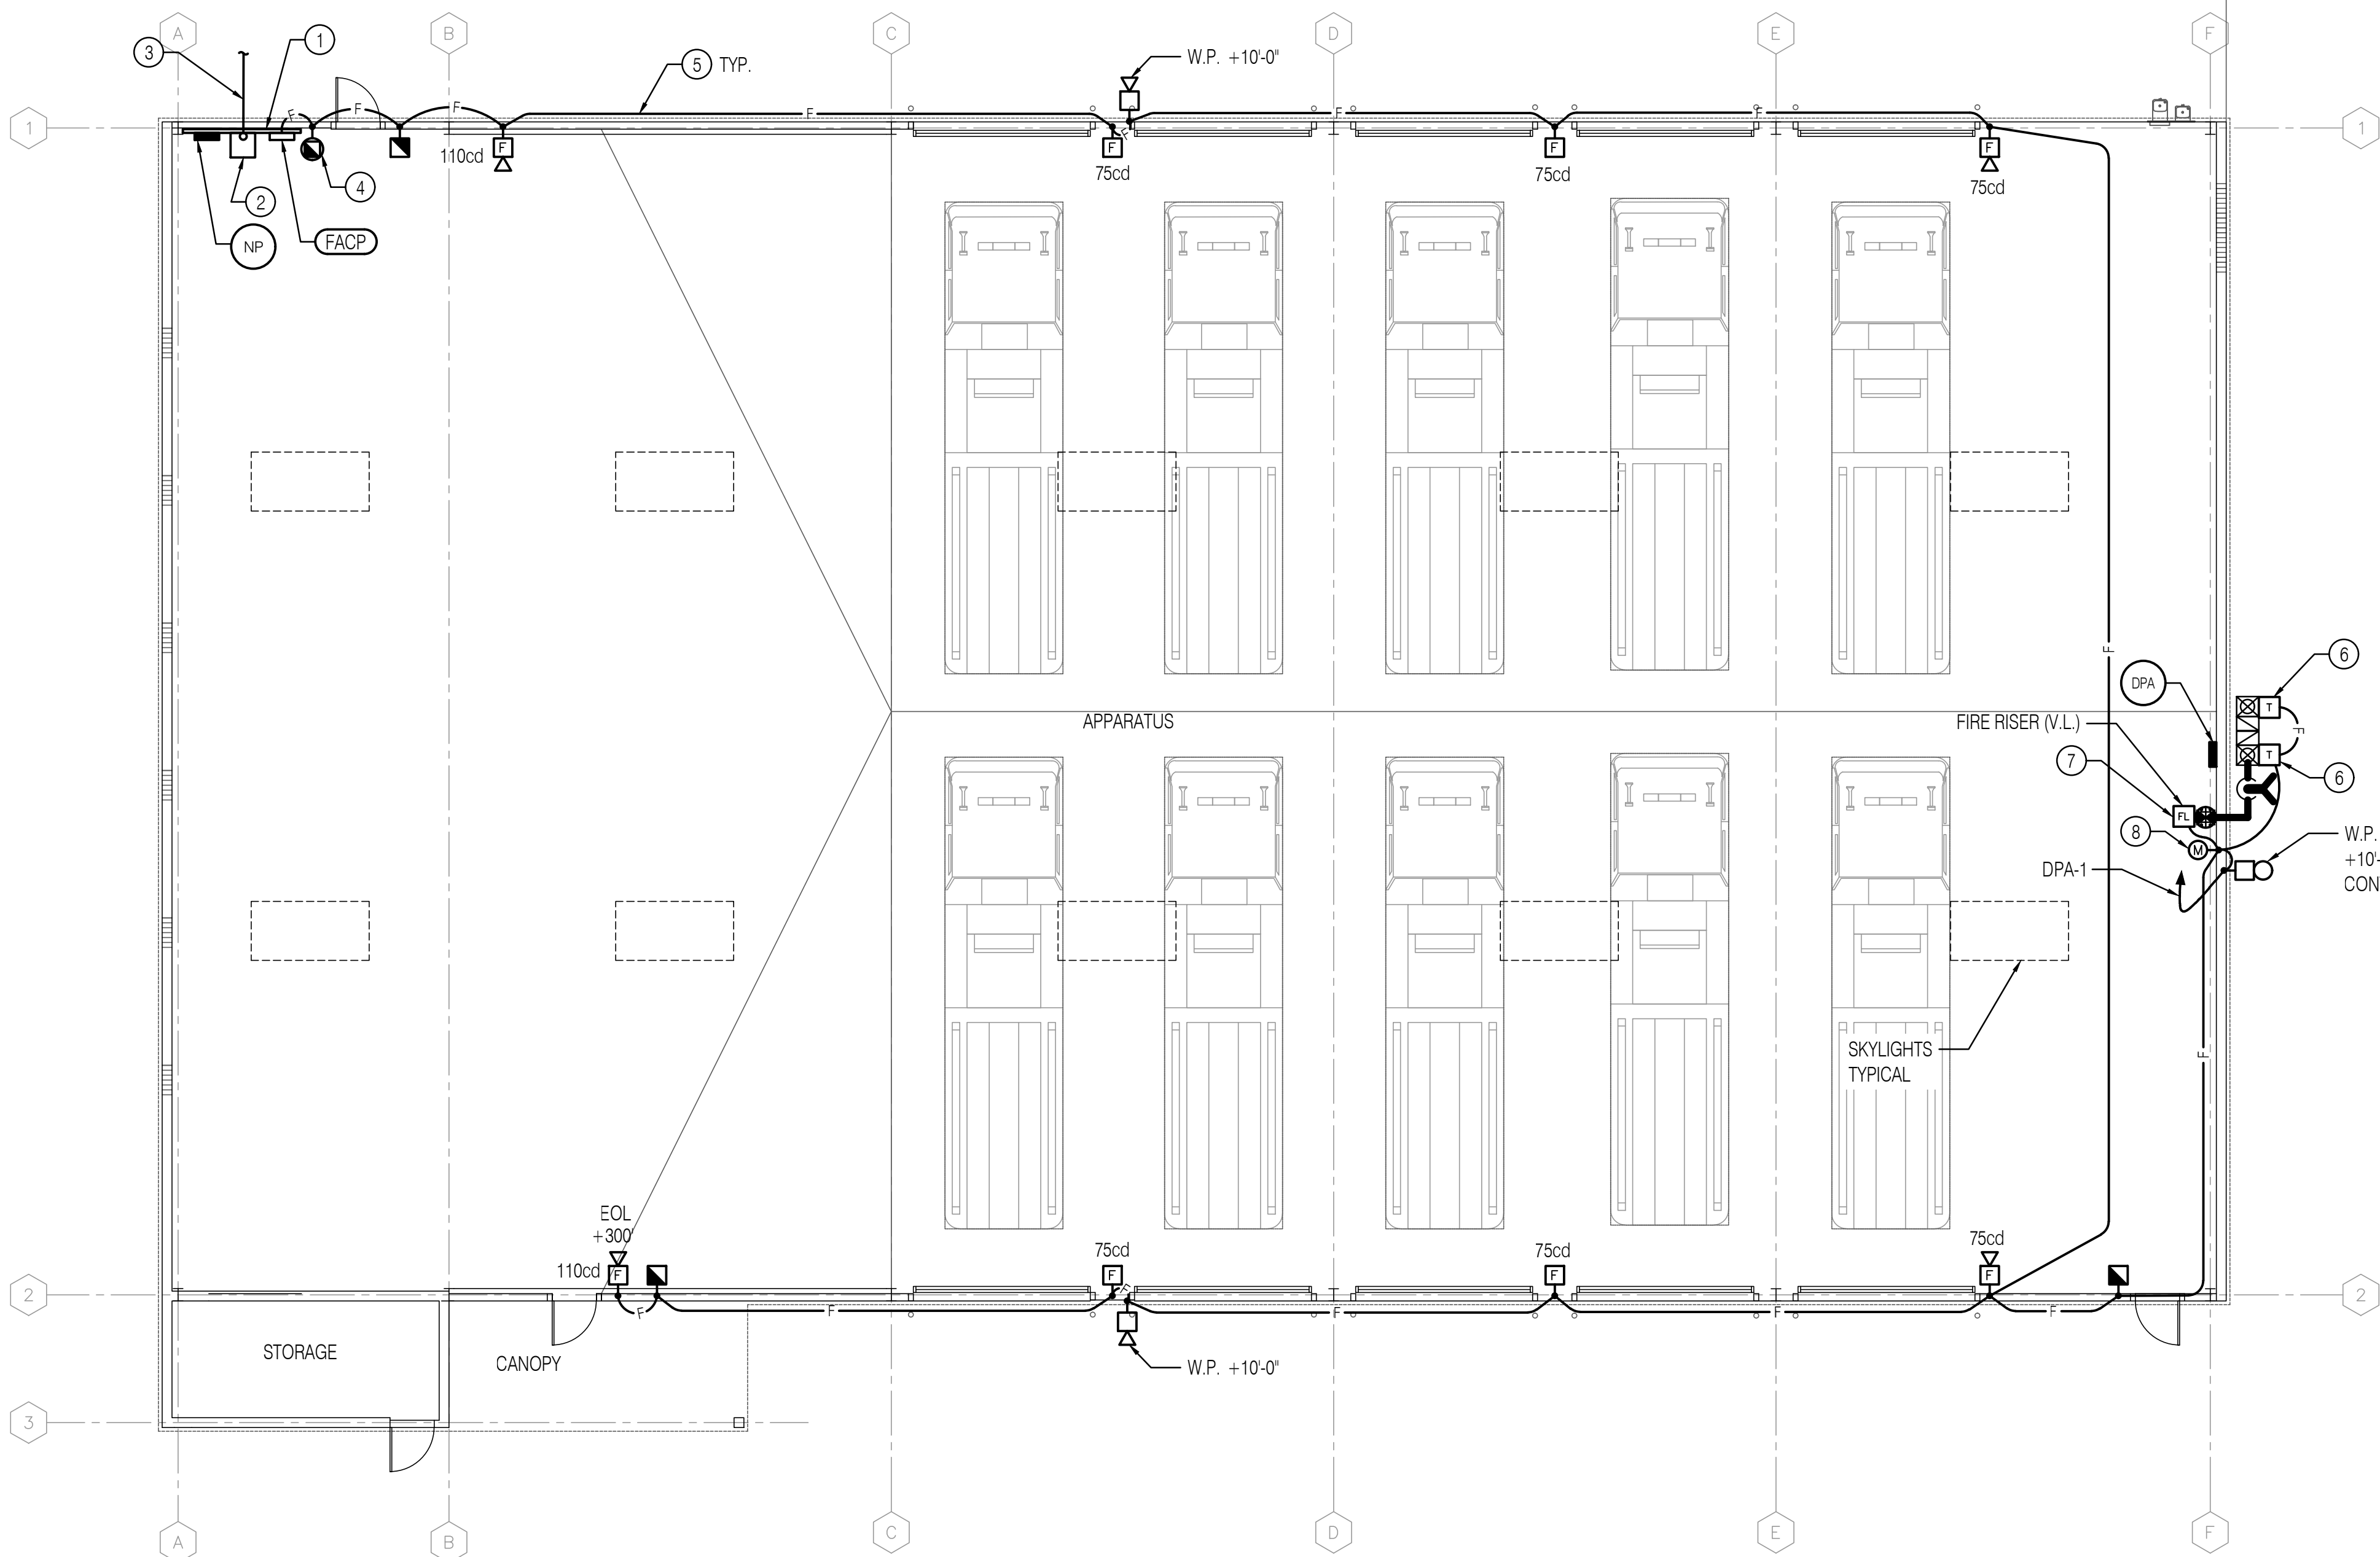 A
B
C
D
E
F
3
1
5 TYP.
W.P. +10'-0"
1
F
F
F
F
F
F
F
1
110cd
F
F
75cd
F
75cd
F
75cd
4
2
NP
FACP
6
DPA
F
T
APPARATUS
FIRE RISER (V.L.)
F
T
7
6
FL
8
M
W.P.
+10'-
CON
DPA-1
SKYLIGHTS
TYPICAL
F
EOL
+300'
75cd
75cd
75cd
110cd
F
F
F
F
F
2
F
F
F
F
F
2
STORAGE
CANOPY
W.P. +10'-0"
3
A
B
C
D
E
F